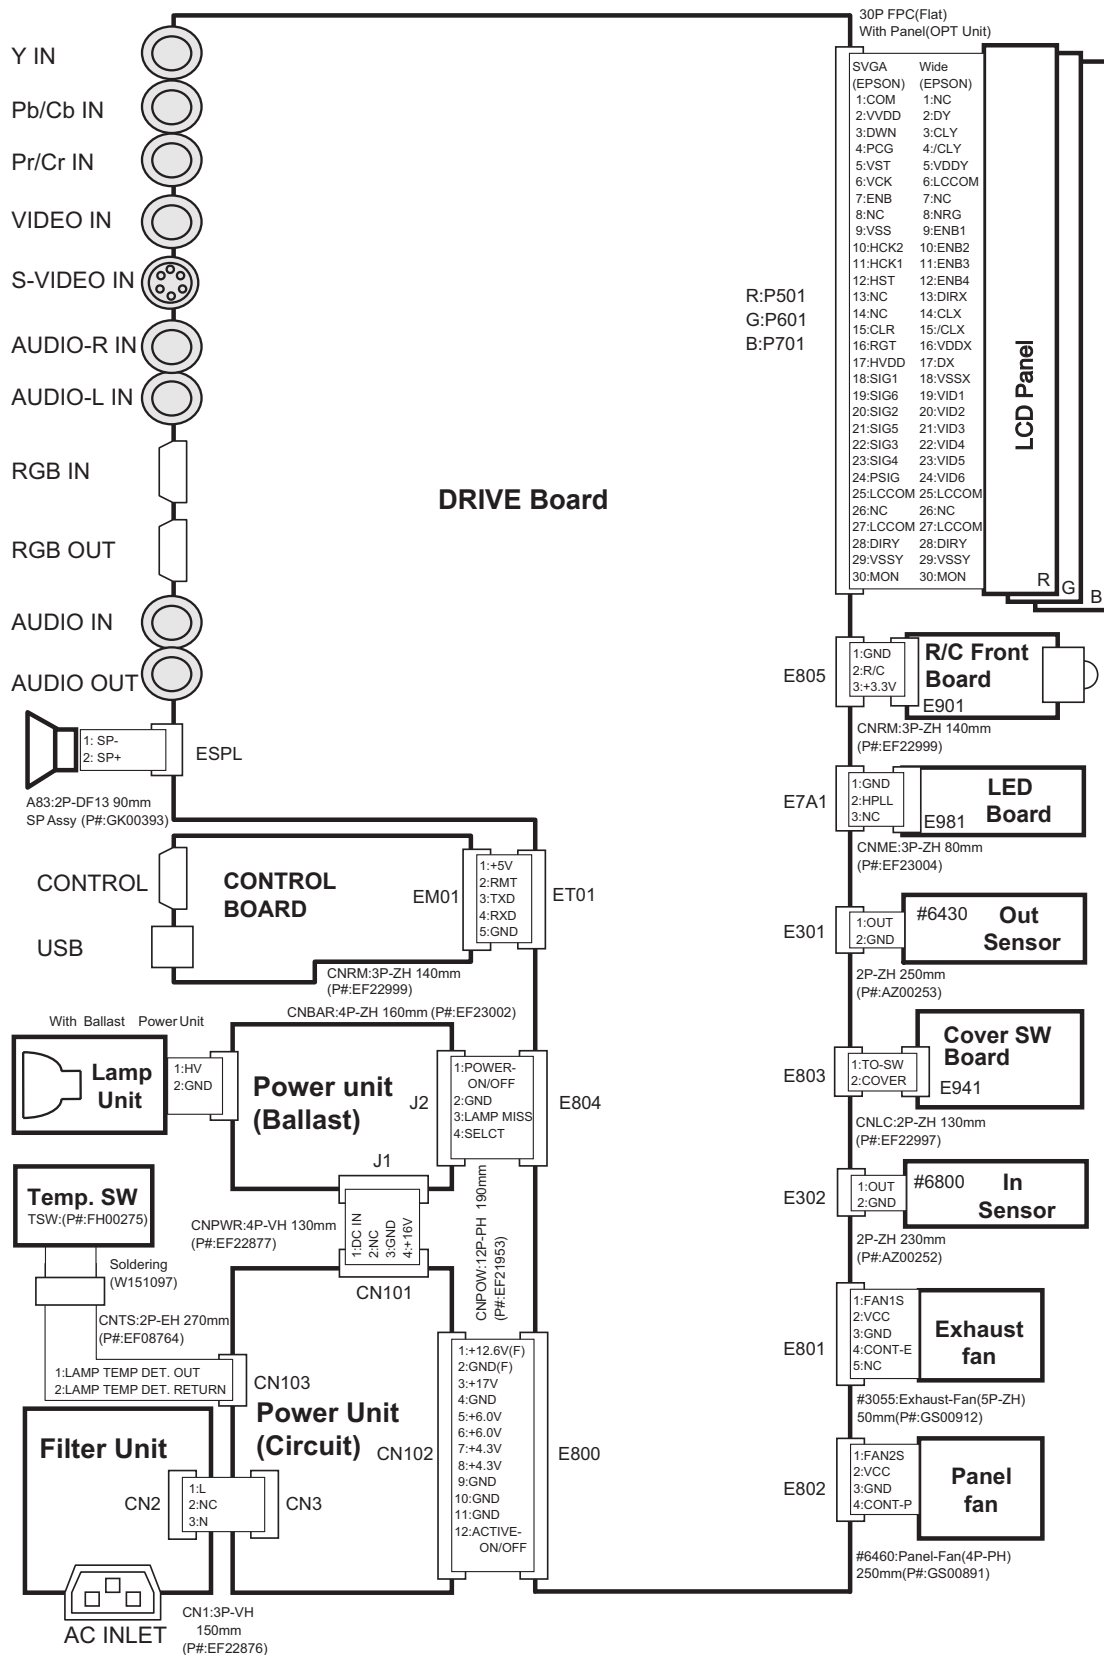 30P FPC(Flat)
With Panel(OPT Unit)
Y IN
Pb/Cb IN
Pr/Cr IN
VIDEO IN
S-VIDEO IN
AUDIO-R IN
AUDIO-L IN
RGB IN
RGB OUT
AUDIO IN
AUDIO OUT
DRIVE Board
R:P501
G:P601
B:P701
SVGA
(EPSON)
1:COM
2:VVDD
3:DWN
4:PCG
5:VST
6:VCK
7:ENB
8:NC
9:VSS
10:HCK2
11:HCK1
12:HST
13:NC
14:NC
15:CLR
16:RGT
17:HVDD
18:SIG1
19:SIG6
20:SIG2
21:SIG5
22:SIG3
23:SIG4
24:PSIG
25:LCCOM
26:NC
27:LCCOM
28:DIRY
29:VSSY
30:MON
Wide
(EPSON)
1:NC
2:DY
3:CLY
4:/CLY
5:VDDY
6:LCCOM
7:NC
8:NRG
9:ENB1
10:ENB2
11:ENB3
12:ENB4
13:DIRX
14:CLX
15:/CLX
16:VDDX
17:DX
18:VSSX
19:VID1
20:VID2
21:VID3
22:VID4
23:VID5
24:VID6
25:LCCOM
26:NC
27:LCCOM
28:DIRY
29:VSSY
30:MON
LCD Panel
R
G
B
ESPL
1: SP-
2: SP+
A83:2P-DF13 90mm
SP Assy (P#:GK00393)
E805
1:GND
2:R/C
3:+3.3V
R/C Front
Board
E901
CNRM:3P-ZH 140mm
(P#:EF22999)
E7A1
1:GND
2:HPLL
3:NC
LED
Board
E981
CNME:3P-ZH 80mm
(P#:EF23004)
CONTROL
USB
CONTROL
BOARD
EM01
1:+5V
2:RMT
3:TXD
4:RXD
5:GND
ET01
CNRM:3P-ZH 140mm
(P#:EF22999)
E301
1:OUT
2:GND
#6430
Out
Sensor
2P-ZH 250mm
(P#:AZ00253)
CNBAR:4P-ZH 160mm (P#:EF23002)
With Ballast Power Unit
Lamp
Unit
1:HV
2:GND
Power unit
(Ballast)
J2
1:POWER-
ON/OFF
2:GND
3:LAMP MISS
4:SELCT
E804
E803
1:TO-SW
2:COVER
Cover SW
Board
E941
CNLC:2P-ZH 130mm
(P#:EF22997)
J1
1:DC IN
2:NC
3:GND
4:+16V
CNPWR:4P-VH 130mm
(P#:EF22877)
CN101
CNPOW:12P-PH 190mm
(P#:EF21953)
Temp. SW
TSW:(P#:FH00275)
Soldering
(W151097)
CNTS:2P-EH 270mm
(P#:EF08764)
1:LAMP TEMP DET. OUT
2:LAMP TEMP DET. RETURN
CN103
E302
1:OUT
2:GND
#6800
In
Sensor
2P-ZH 230mm
(P#:AZ00252)
Power Unit
(Circuit)
CN102
1:+12.6V(F)
2:GND(F)
3:+17V
4:GND
5:+6.0V
6:+6.0V
7:+4.3V
8:+4.3V
9:GND
10:GND
11:GND
12:ACTIVE-
ON/OFF
E800
E801
1:FAN1S
2:VCC
3:GND
4:CONT-E
5:NC
Exhaust
fan
#3055:Exhaust-Fan(5P-ZH)
50mm(P#:GS00912)
Filter Unit
CN2
1:L
2:NC
3:N
CN3
E802
1:FAN2S
2:VCC
3:GND
4:CONT-P
Panel
fan
#6460:Panel-Fan(4P-PH)
250mm(P#:GS00891)
AC INLET
CN1:3P-VH
150mm
(P#:EF22876)